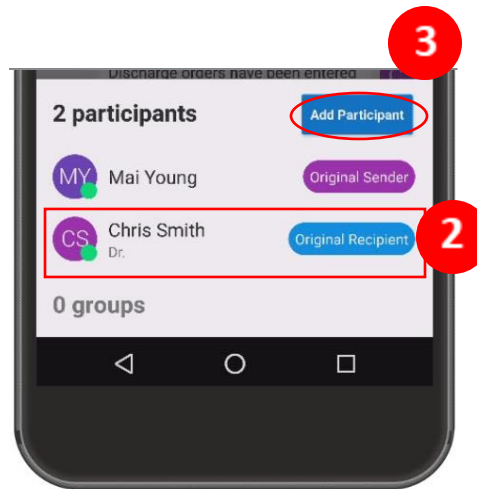 3
Discharge orders have been entered
2 participants
Add Participant
MY
Mai Young
Original Sender
CS
Chris Smith
Dr.
Original Recipient
2
0 groups